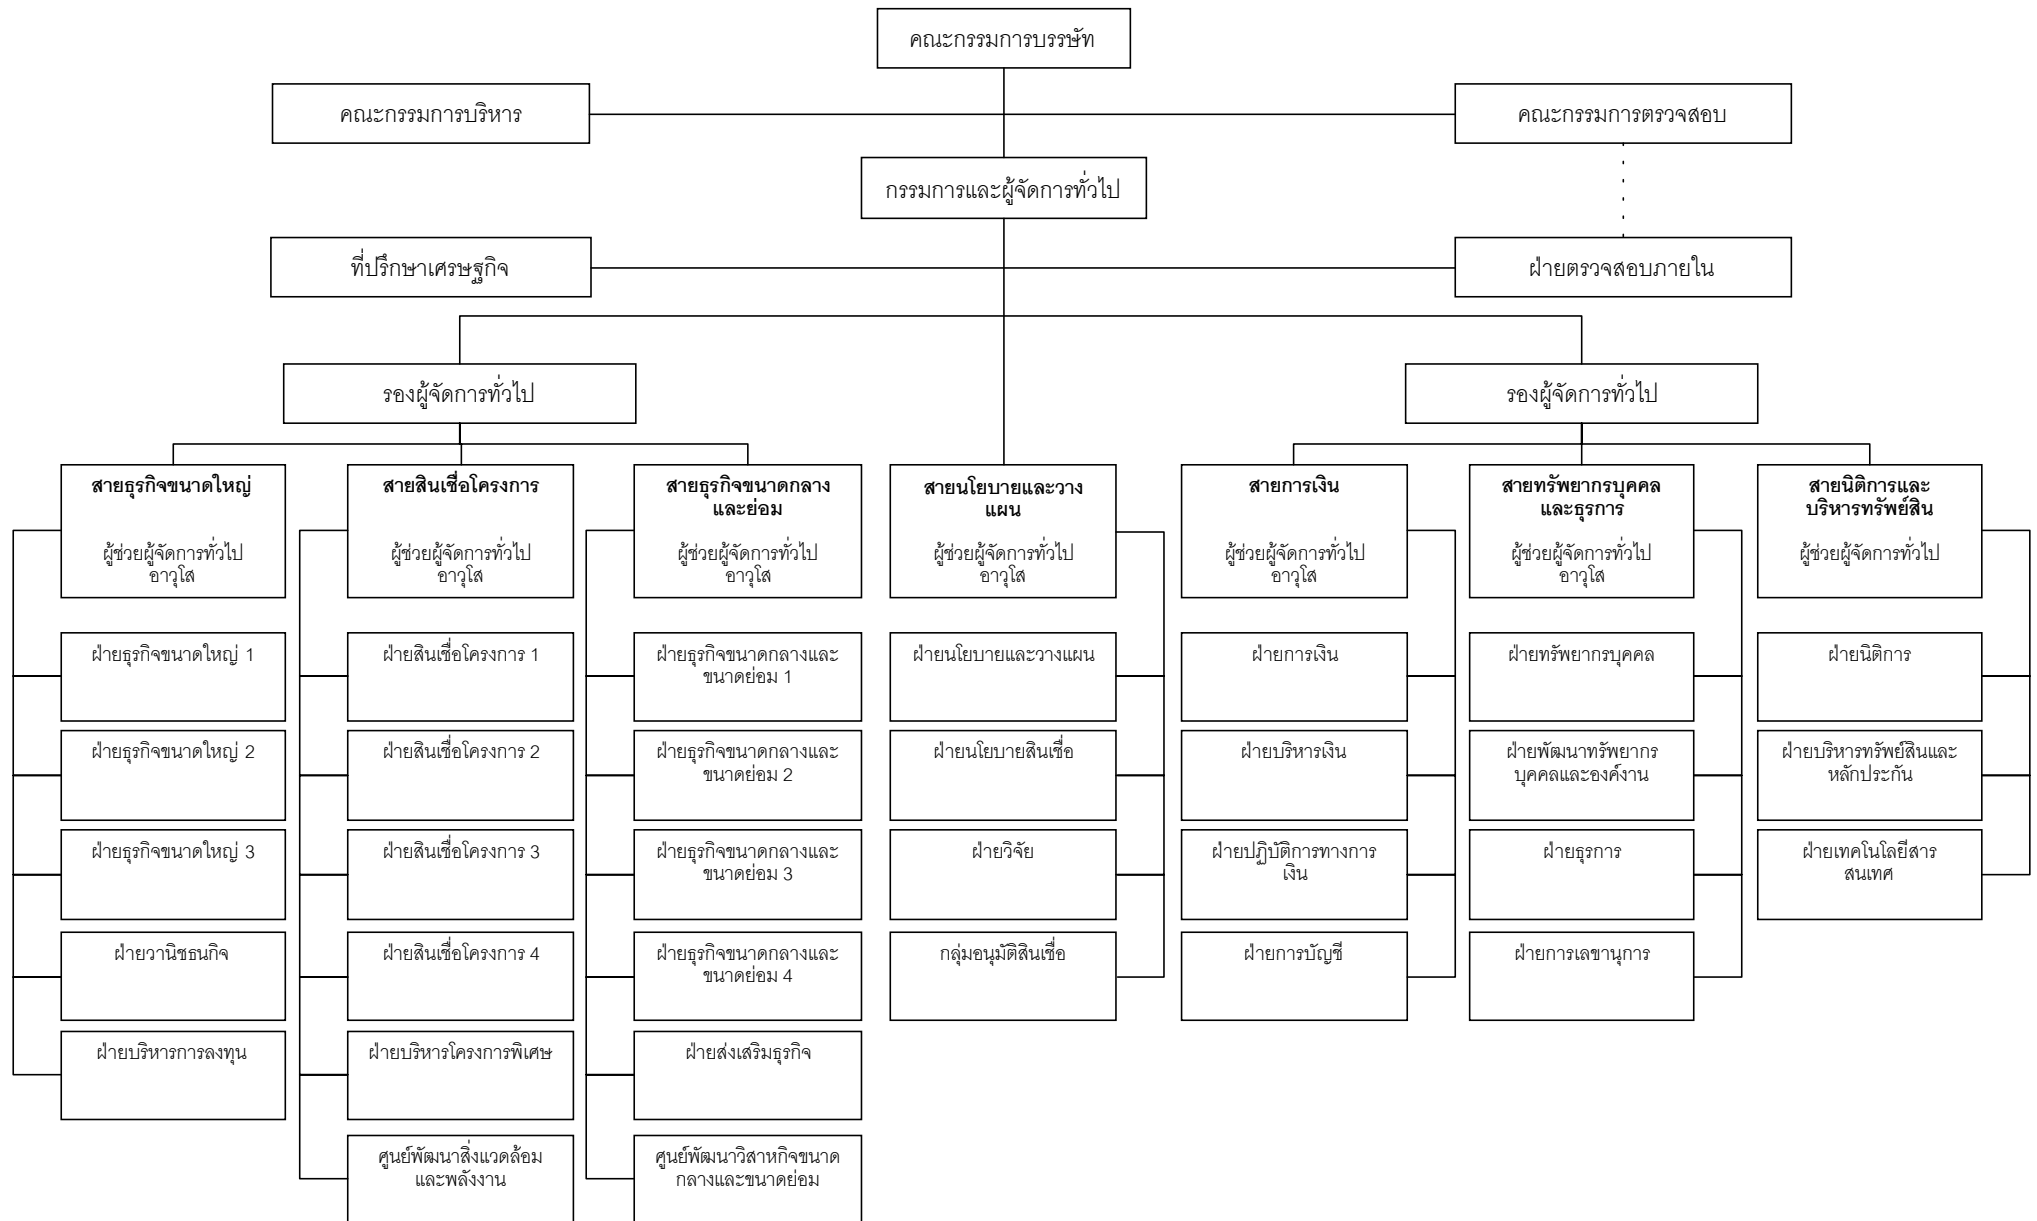 คณะกรรมการบรรษัท
คณะกรรมการบริหาร
คณะกรรมการตรวจสอบ
กรรมการและผู้จัดการทั่วไป
ที่ปรึกษาเศรษฐกิจ
ฝ่ายตรวจสอบภายใน
รองผู้จัดการทั่วไป
รองผู้จัดการทั่วไป
สายธุรกิจขนาดใหญ่
ผู้ช่วยผู้จัดการทั่วไป
อาวุโส
สายสินเชื่อโครงการ
ผู้ช่วยผู้จัดการทั่วไป
อาวุโส
สายธุรกิจขนาดกลาง
และย่อม
ผู้ช่วยผู้จัดการทั่วไป
อาวุโส
สายนโยบายและวาง
แผน
ผู้ช่วยผู้จัดการทั่วไป
อาวุโส
สายการเงิน
ผู้ช่วยผู้จัดการทั่วไป
อาวุโส
สายทรัพยากรบุคคล
และธุรการ
ผู้ช่วยผู้จัดการทั่วไป
อาวุโส
สายนิติการและ
บริหารทรัพย์สิน
ผู้ช่วยผู้จัดการทั่วไป
ฝ่ายธุรกิจขนาดใหญ่ 1
ฝ่ายสินเชื่อโครงการ 1
ฝ่ายธุรกิจขนาดกลางและ
ขนาดย่อม 1
ฝ่ายนโยบายและวางแผน
ฝ่ายการเงิน
ฝ่ายทรัพยากรบุคคล
ฝ่ายนิติการ
ฝ่ายธุรกิจขนาดใหญ่ 2
ฝ่ายสินเชื่อโครงการ 2
ฝ่ายธุรกิจขนาดกลางและ
ขนาดย่อม 2
ฝ่ายนโยบายสินเชื่อ
ฝ่ายบริหารเงิน
ฝ่ายพัฒนาทรัพยากร
บุคคลและองค์งาน
ฝ่ายบริหารทรัพย์สินและ
หลักประกัน
ฝ่ายธุรกิจขนาดใหญ่ 3
ฝ่ายสินเชื่อโครงการ 3
ฝ่ายธุรกิจขนาดกลางและ
ขนาดย่อม 3
ฝ่ายวิจัย
ฝ่ายปฏิบัติการทางการ
เงิน
ฝ่ายธุรการ
ฝ่ายเทคโนโลยีสาร
สนเทศ
ฝ่ายวานิชธนกิจ
ฝ่ายสินเชื่อโครงการ 4
ฝ่ายธุรกิจขนาดกลางและ
ขนาดย่อม 4
กลุ่มอนุมัติสินเชื่อ
ฝ่ายการบัญชี
ฝ่ายการเลขานุการ
ฝ่ายบริหารการลงทุน
ฝ่ายบริหารโครงการพิเศษ
ฝ่ายส่งเสริมธุรกิจ
ศูนย์พัฒนาสิ่งแวดล้อม
และพลังงาน
ศูนย์พัฒนาวิสาหกิจขนาด
กลางและขนาดย่อม